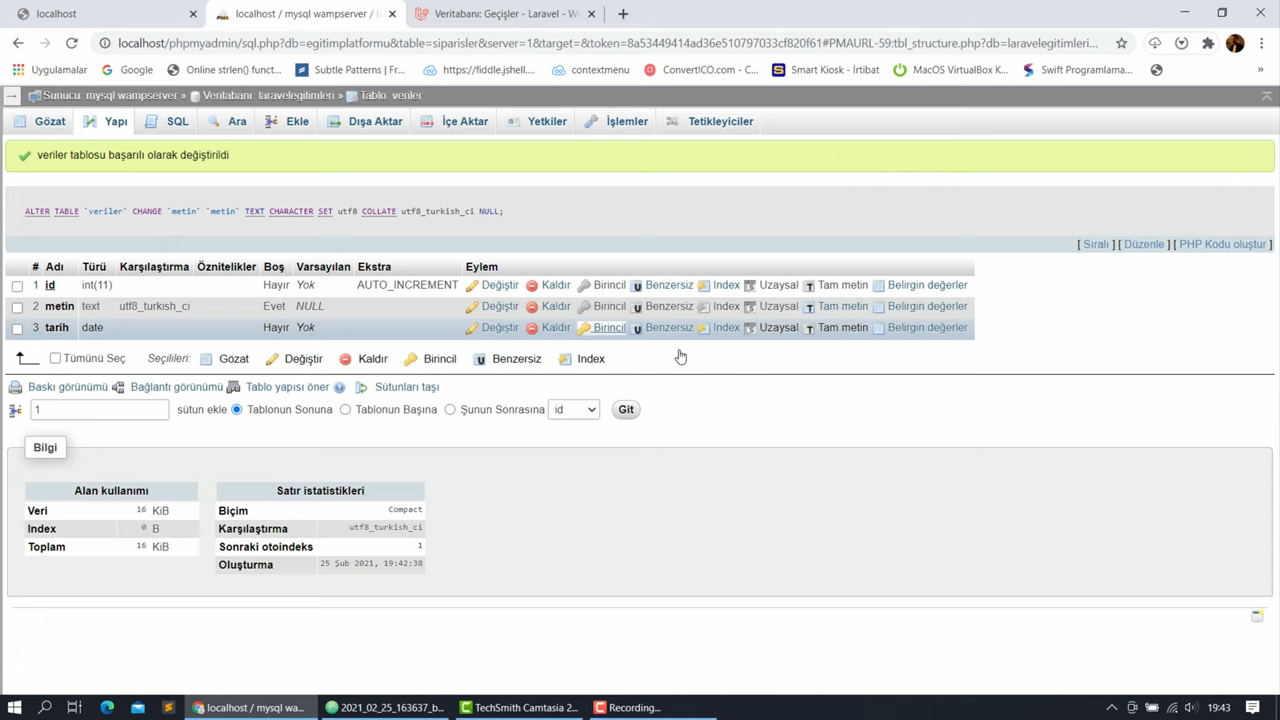 localhost
localhost / mysql wampserver / l
Veritabanı: Geçişler - Laravel - W
localhost/phpmyadmin/sql.php?db=egitimplatformu&table=siparisler&server=1&target=&token=8a53449414ad36e510797033cf820f61#PMAURL-59:tbl_structure.php?db=laravelegitimleri...
Uygulamalar Google Online strlen() funct... Subtle Patterns | Fr... https://fiddle.jshell.... contextmenu ConvertICO.com - C... Smart Kiosk - İrtibat MacOS VirtualBox K... Swift Programlama... »
Sunucu: mysql wampserver » Veritabanı: laravelegitimleri » Tablo: veriler
Gözat Yapı SQL Ara Ekle Dışa Aktar İçe Aktar Yetkiler İşlemler Tetikleyiciler
veriler tablosu başarılı olarak değiştirildi
ALTER TABLE `veriler` CHANGE `metin` `metin` TEXT CHARACTER SET utf8 COLLATE utf8_turkish_ci NULL;
[ Sıralı ] [ Düzenle ] [ PHP Kodu oluştur ]
# Adı Türü Karşılaştırma Öznitelikler Boş Varsayılan Ekstra Eylem
1 id int(11) Hayır Yok AUTO_INCREMENT Değiştir Kaldır Birincil Benzersiz Index Uzaysal Tam metin Belirgin değerler
2 metin text utf8_turkish_ci Evet NULL Değiştir Kaldır Birincil Benzersiz Index Uzaysal Tam metin Belirgin değerler
3 tarih date Hayır Yok Değiştir Kaldır Birincil Benzersiz Index Uzaysal Tam metin Belirgin değerler
Tümünü Seç Seçilileri: Gözat Değiştir Kaldır Birincil Benzersiz Index
Baskı görünümü Bağlantı görünümü Tablo yapısı öner Sütunları taşı
1 sütun ekle Tablonun Sonuna Tablonun Başına Şunun Sonrasına id Git
Bilgi
Alan kullanımı
Veri 16 KiB
Index 0 B
Toplam 16 KiB
Satır istatistikleri
Biçim Compact
Karşılaştırma utf8_turkish_ci
Sonraki otoindeks 1
Oluşturma 25 Şub 2021, 19:42:38
localhost / mysql wa... 2021_02_25_163637_b... TechSmith Camtasia 2... Recording... 19:43